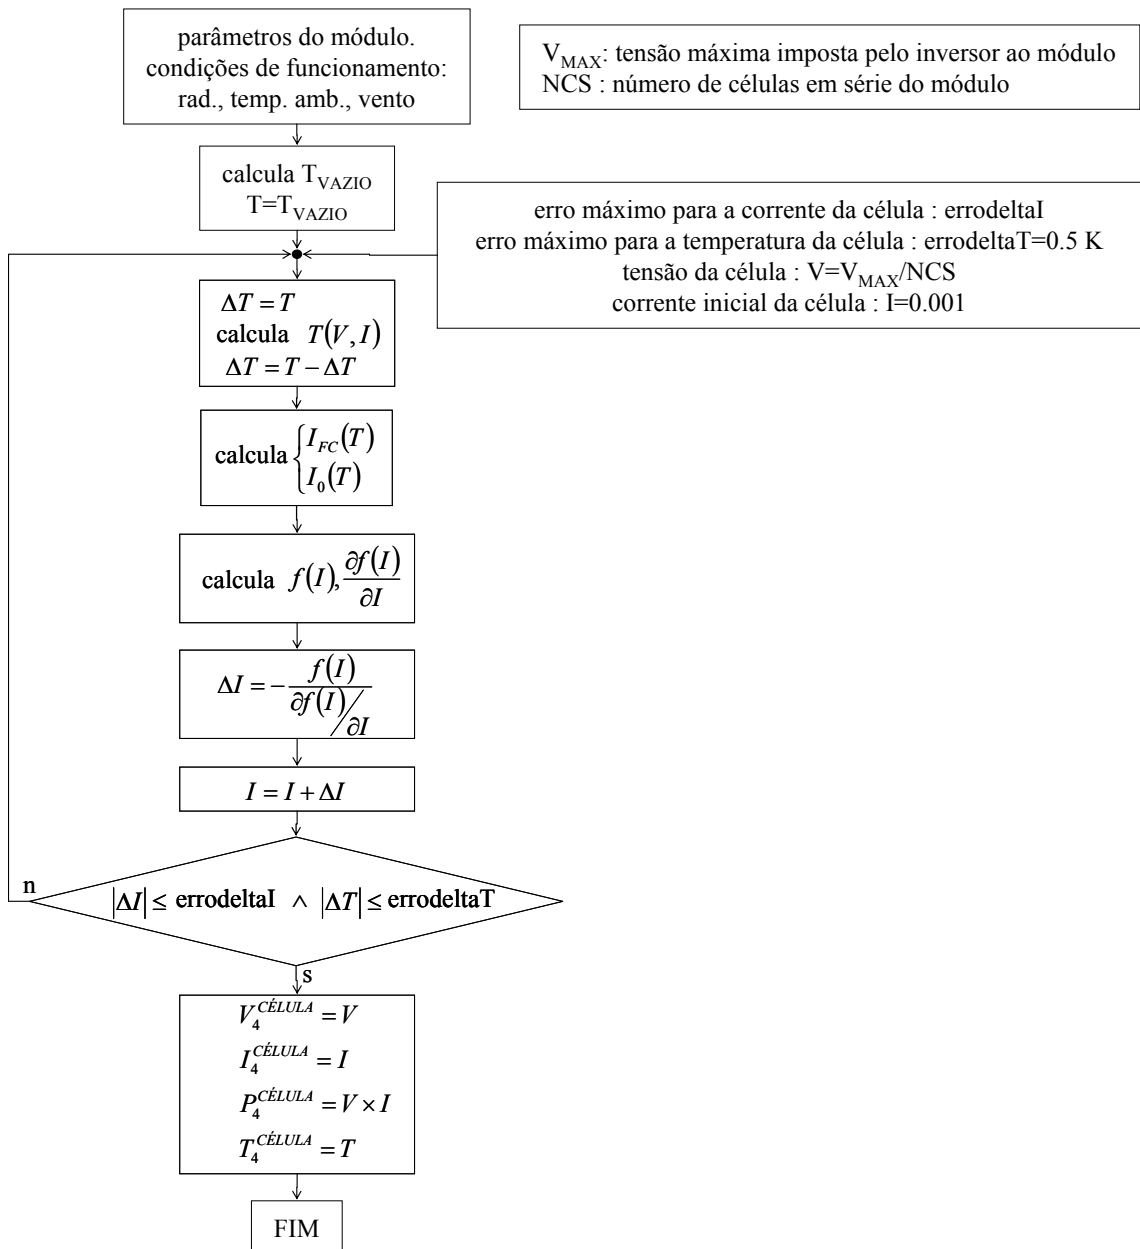 parâmetros do módulo.
condições de funcionamento:
rad., temp. amb., vento
V_MAX: tensão máxima imposta pelo inversor ao módulo
NCS : número de células em série do módulo
calcula T_VAZIO
T=T_VAZIO
erro máximo para a corrente da célula : errodeltaI
erro máximo para a temperatura da célula : errodeltaT=0.5 K
tensão da célula : V=V_MAX/NCS
corrente inicial da célula : I=0.001
ΔT = T
calcula T(V, I)
ΔT = T − ΔT
calcula { I_FC(T)
I_0(T)
calcula f(I), ∂f(I)/∂I
ΔI = − f(I) / (∂f(I)/∂I)
I = I + ΔI
n
|ΔI| ≤ errodeltaI ∧ |ΔT| ≤ errodeltaT
s
V_4^CÉLULA = V
I_4^CÉLULA = I
P_4^CÉLULA = V × I
T_4^CÉLULA = T
FIM